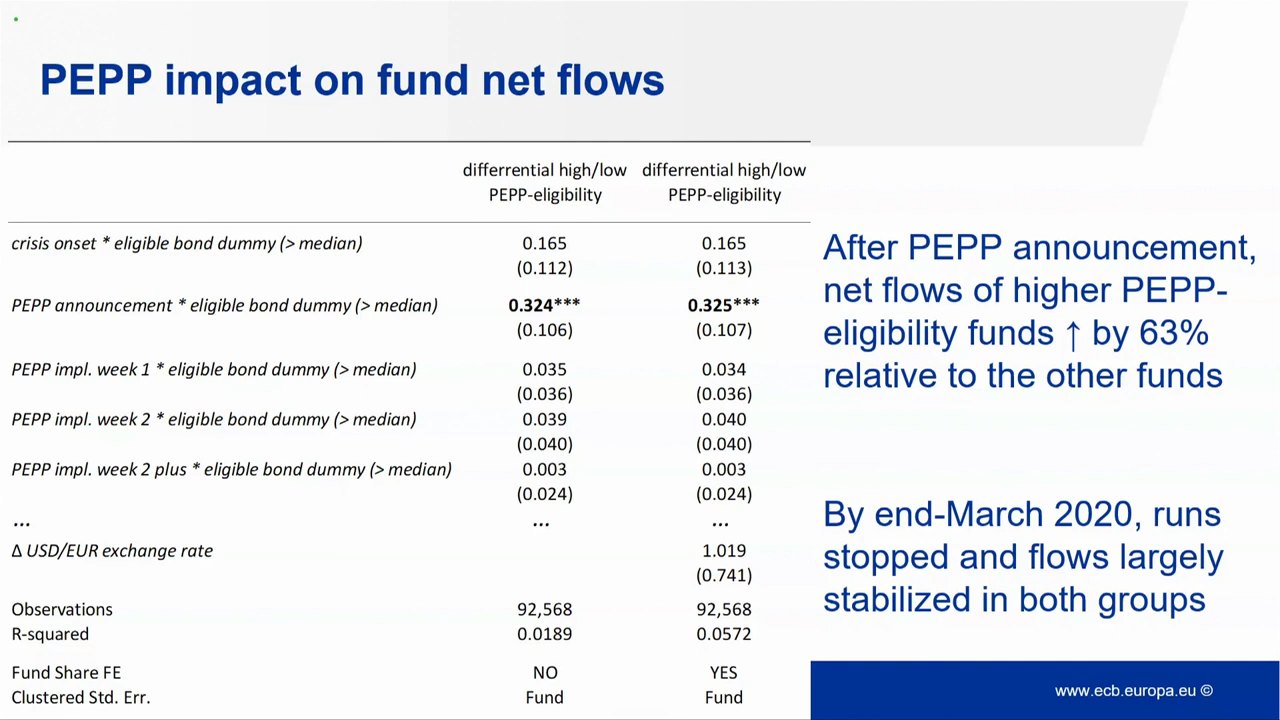 PEPP impact on fund net flows
differrential high/low differrential high/low
PEPP-eligibility PEPP-eligibility
crisis onset * eligible bond dummy (> median) 0.165 0.165
(0.112) (0.113)
PEPP announcement * eligible bond dummy (> median) 0.324*** 0.325***
(0.106) (0.107)
PEPP impl. week 1 * eligible bond dummy (> median) 0.035 0.034
(0.036) (0.036)
PEPP impl. week 2 * eligible bond dummy (> median) 0.039 0.040
(0.040) (0.040)
PEPP impl. week 2 plus * eligible bond dummy (> median) 0.003 0.003
(0.024) (0.024)
... ... ...
Δ USD/EUR exchange rate 1.019
(0.741)
Observations 92,568 92,568
R-squared 0.0189 0.0572
Fund Share FE NO YES
Clustered Std. Err. Fund Fund
After PEPP announcement,
net flows of higher PEPP-
eligibility funds ↑ by 63%
relative to the other funds
By end-March 2020, runs
stopped and flows largely
stabilized in both groups
www.ecb.europa.eu ©